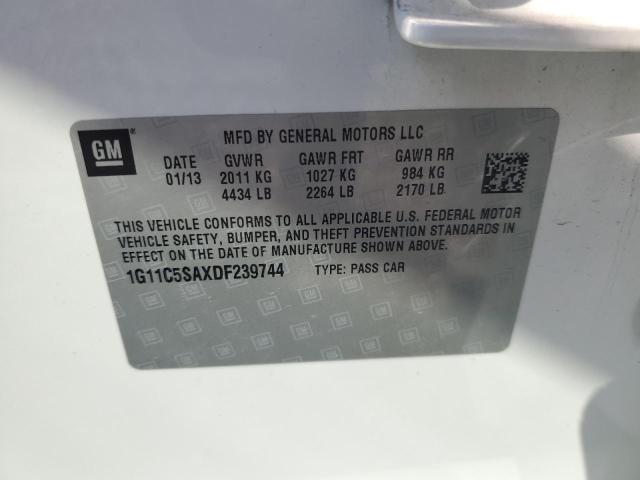 GM ®
MFD BY GENERAL MOTORS LLC
DATE GVWR GAWR FRT GAWR RR
01/13 2011 KG 1027 KG 984 KG
4434 LB 2264 LB 2170 LB
THIS VEHICLE CONFORMS TO ALL APPLICABLE U.S. FEDERAL MOTOR
VEHICLE SAFETY, BUMPER, AND THEFT PREVENTION STANDARDS IN
EFFECT ON THE DATE OF MANUFACTURE SHOWN ABOVE.
1G11C5SAXDF239744 TYPE: PASS CAR